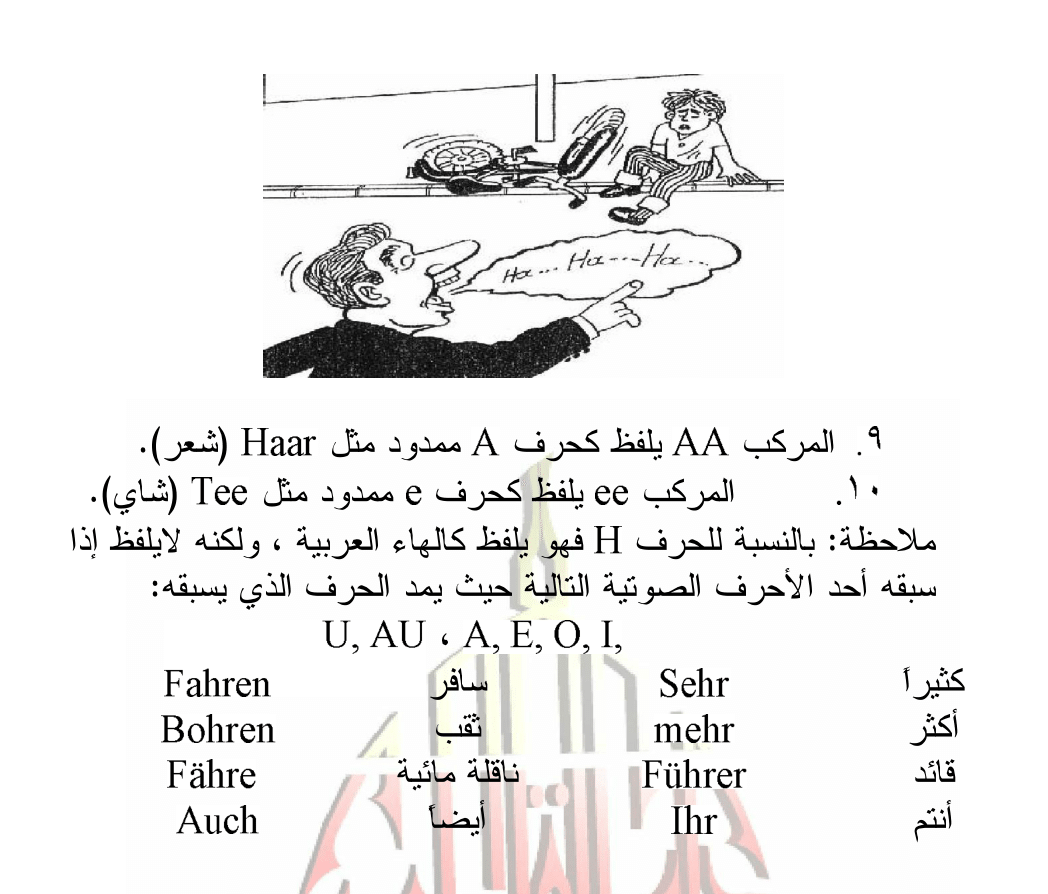 Ha... Ha...Ha...
٩. المركب AA يلفظ كحرف A ممدود مثل Haar (شعر).
١٠. المركب ee يلفظ كحرف e ممدود مثل Tee (شاي).
ملاحظة: بالنسبة للحرف H فهو يلفظ كالهاء العربية ، ولكنه لايلفظ إذا
سبقه أحد الأحرف الصوتية التالية حيث يمد الحرف الذي يسبقه:
U, AU ، A, E, O, I,
كثيراً Sehr سافر Fahren
أكثر mehr ثقب Bohren
قائد Führer ناقلة مائية Fähre
أنتم Ihr أيضاً Auch